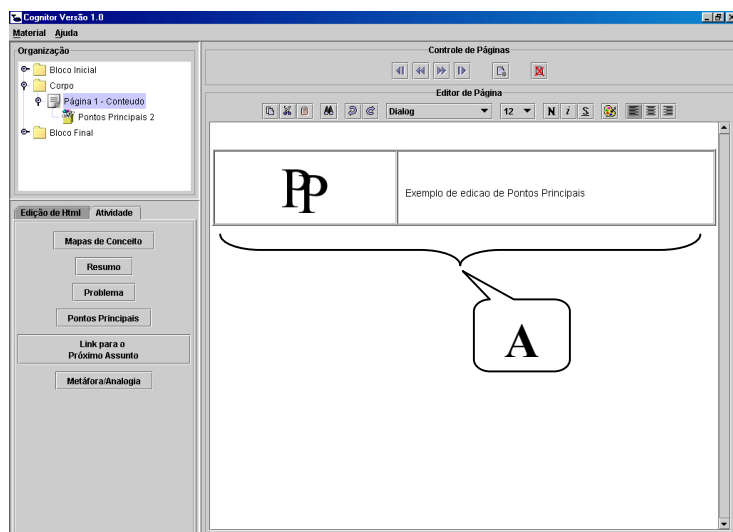 Cognitor Versão 1.0
Material Ajuda
Organização
Bloco Inicial
Corpo
Página 1 - Conteudo
Pontos Principais 2
Bloco Final
Edição de Html Atividade
Mapas de Conceito
Resumo
Problema
Pontos Principais
Link para o
Próximo Assunto
Metáfora/Analogia
Controle de Páginas
Editor de Página
Dialog 12 N i S
PP Exemplo de edicao de Pontos Principais
A